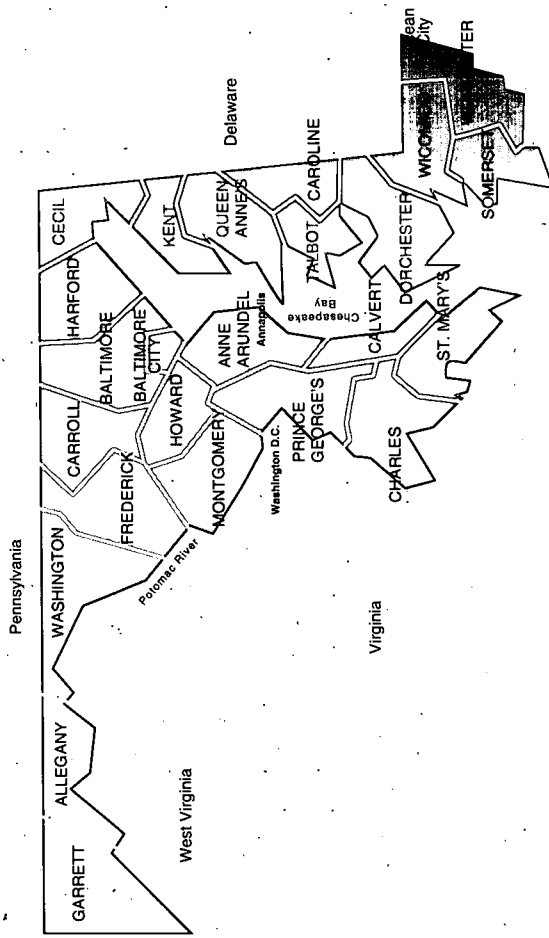 Pennsylvania
GARRETT
ALLEGANY
WASHINGTON
FREDERICK
CARROLL
BALTIMORE
HARFORD
CECIL
BALTIMORE
CITY
HOWARD
MONTGOMERY
KENT
QUEEN
ANNE'S
ANNE
ARUNDEL
Annapolis
Delaware
CAROLINE
TALBOT
Chesapeake
Bay
Potomac River
Washington D.C.
PRINCE
GEORGE'S
CALVERT
CHARLES
ST. MARY'S
DORCHESTER
SOMERSET
City
West Virginia
Virginia